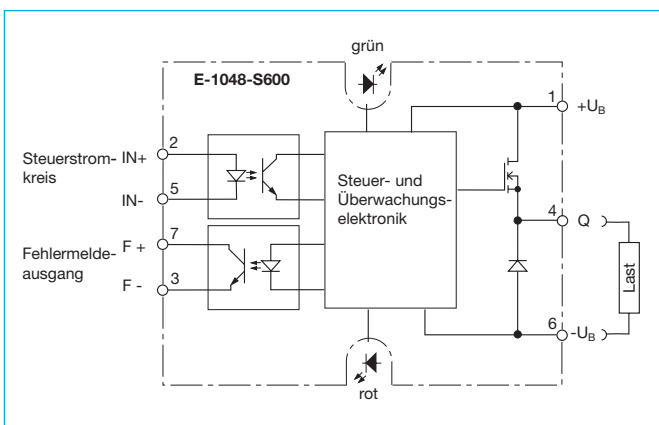 grün
E-1048-S600
1 +UB
2
Steuerstrom- IN+
kreis
5
IN-
Steuer- und
Überwachungs-
elektronik
4 Q
7
Fehlermelde- F +
ausgang
3
F -
Last
6 -UB
rot